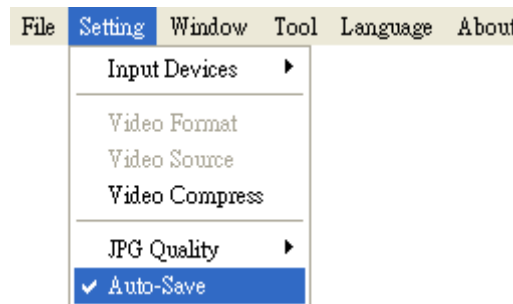 File Setting Window Tool Language About
Input Devices
Video Format
Video Source
Video Compress
JPG Quality
Auto-Save